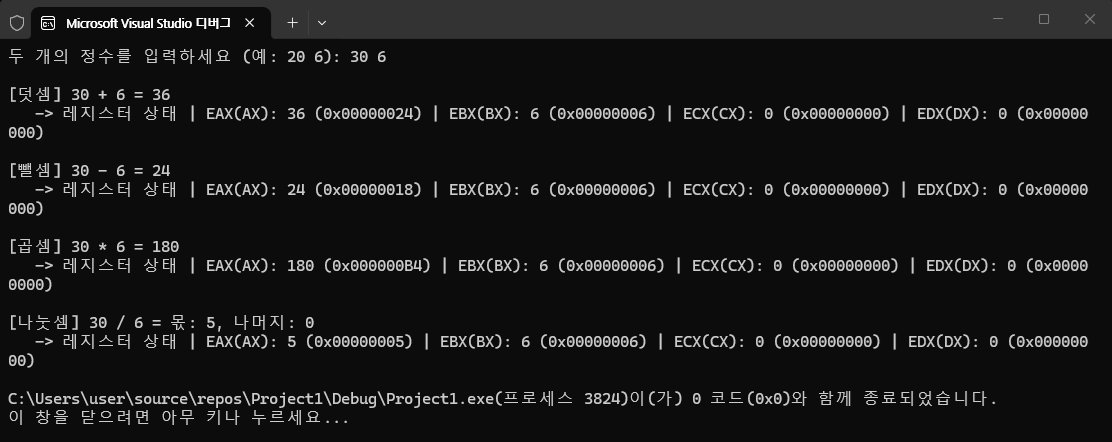 Microsoft Visual Studio 디버그
두 개의 정수를 입력하세요 (예: 20 6): 30 6
[덧셈] 30 + 6 = 36
-> 레지스터 상태 | EAX(AX): 36 (0x00000024) | EBX(BX): 6 (0x00000006) | ECX(CX): 0 (0x00000000) | EDX(DX): 0 (0x00000
000)
[뺄셈] 30 - 6 = 24
-> 레지스터 상태 | EAX(AX): 24 (0x00000018) | EBX(BX): 6 (0x00000006) | ECX(CX): 0 (0x00000000) | EDX(DX): 0 (0x00000
000)
[곱셈] 30 * 6 = 180
-> 레지스터 상태 | EAX(AX): 180 (0x000000B4) | EBX(BX): 6 (0x00000006) | ECX(CX): 0 (0x00000000) | EDX(DX): 0 (0x0000
0000)
[나눗셈] 30 / 6 = 몫: 5, 나머지: 0
-> 레지스터 상태 | EAX(AX): 5 (0x00000005) | EBX(BX): 6 (0x00000006) | ECX(CX): 0 (0x00000000) | EDX(DX): 0 (0x000000
00)
C:\Users\user\source\repos\Project1\Debug\Project1.exe(프로세스 3824)이(가) 0 코드(0x0)와 함께 종료되었습니다.
이 창을 닫으려면 아무 키나 누르세요...